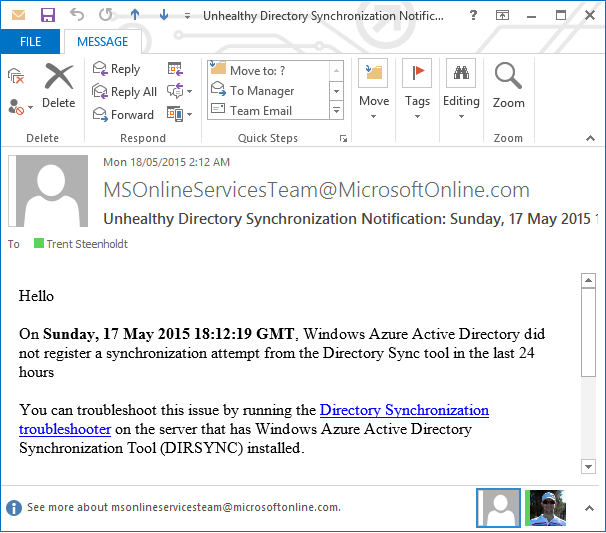 Unhealthy Directory Synchronization Notific...
?
FILE
MESSAGE
Delete
Reply
Reply All
Forward
Move to: ?
To Manager
Team Email
Move
Tags
Editing
Zoom
Delete
Respond
Quick Steps
Zoom
Mon 18/05/2015 2:12 AM
MSOnlineServicesTeam@MicrosoftOnline.com
Unhealthy Directory Synchronization Notification: Sunday, 17 May 2015 1
To Trent Steenholdt
Hello
On Sunday, 17 May 2015 18:12:19 GMT, Windows Azure Active Directory did
not register a synchronization attempt from the Directory Sync tool in the last 24
hours
You can troubleshoot this issue by running the Directory Synchronization
troubleshooter on the server that has Windows Azure Active Directory
Synchronization Tool (DIRSYNC) installed.
See more about msonlineservicesteam@microsoftonline.com.